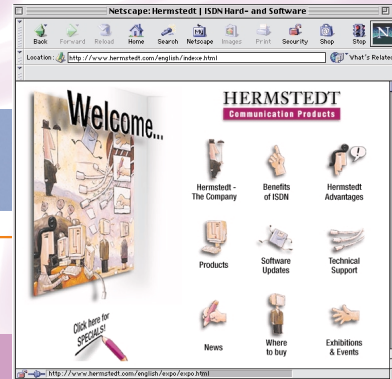 Netscape: Hermstedt | ISDN Hard- and Software
Back Forward Reload Home Search Netscape Images Print Security Shop Stop N
Location: http://www.hermstedt.com/english/indexe.html What's Relate
Welcome...
HERMSTEDT
Communication Products
Hermstedt -
The Company
Benefits
of ISDN
Hermstedt
Advantages
Products
Software
Updates
Technical
Support
Click here for
SPECIALS!
News
Where
to buy
Exhibitions
& Events
http://www.hermstedt.com/english/expo/expo.html